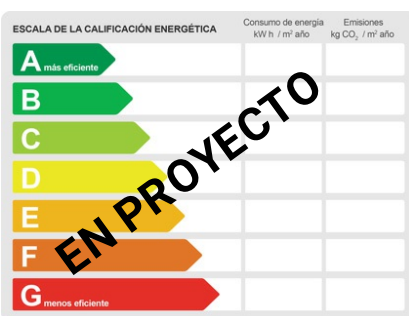 ESCALA DE LA CALIFICACIÓN ENERGÉTICA
Consumo de energía
kW h / m² año
Emisiones
kg CO₂ / m² año
A más eficiente
B
C
D
E
F
G menos eficiente
EN PROYECTO